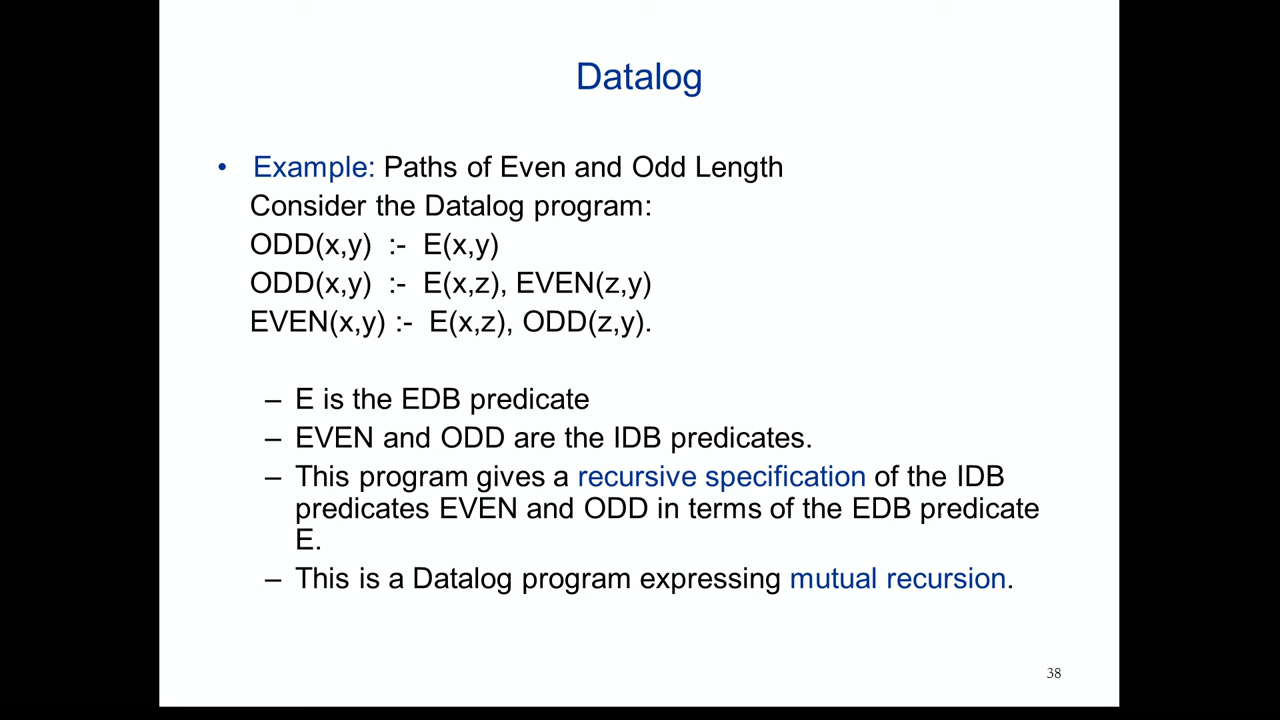 Datalog
• Example: Paths of Even and Odd Length
Consider the Datalog program:
ODD(x,y) :- E(x,y)
ODD(x,y) :- E(x,z), EVEN(z,y)
EVEN(x,y) :- E(x,z), ODD(z,y).
– E is the EDB predicate
– EVEN and ODD are the IDB predicates.
– This program gives a recursive specification of the IDB
predicates EVEN and ODD in terms of the EDB predicate
E.
– This is a Datalog program expressing mutual recursion.
38